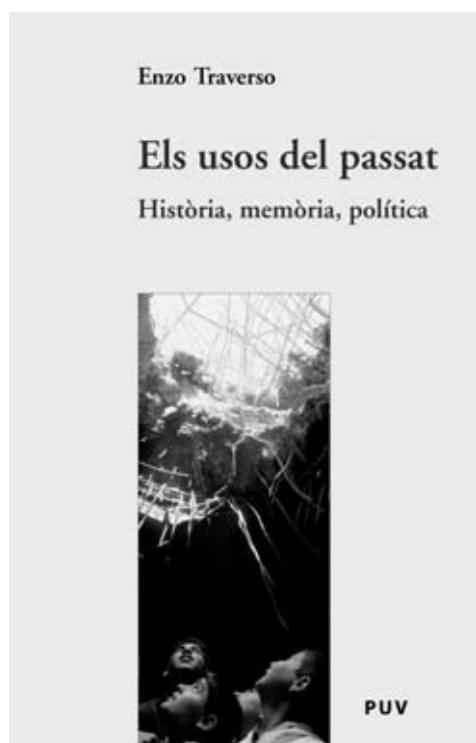 Enzo Traverso
Els usos del passat
Història, memòria, política
PUV